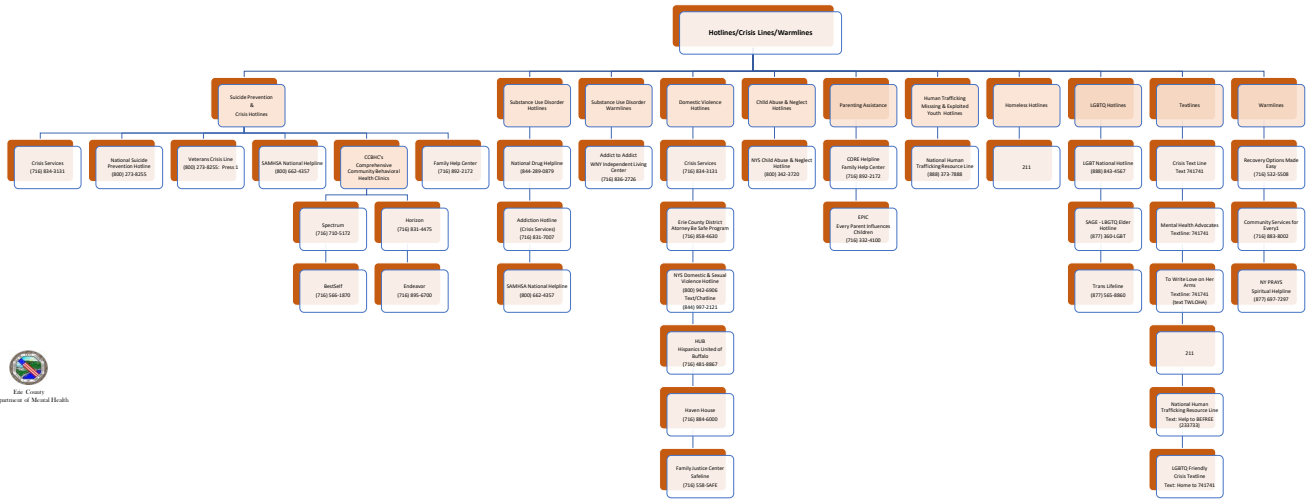 Hotlines/Crisis Lines/Warmlines
Suicide Prevention
&
Crisis Hotlines
Substance Use Disorder
Hotlines
Substance Use Disorder
Warmlines
Domestic Violence
Hotlines
Child Abuse & Neglect
Hotlines
Parenting Assistance
Human Trafficking
Missing & Exploited
Youth Hotlines
Homeless Hotlines
LGBTQ Hotlines
Textlines
Warmlines
Crisis Services
(716) 834-3131
National Suicide
Prevention Hotline
(800) 273-8255
Veterans Crisis Line
(800) 273-8255: Press 1
SAMHSA National Helpline
(800) 662-4357
CCBHC's
Comprehensive
Community Behavioral
Health Clinics
Family Help Center
(716) 892-2172
National Drug Helpline
(844-289-0879
Addict to Addict
WNY Independent Living
Center
(716) 836-2726
Crisis Services
(716) 834-3131
NYS Child Abuse & Neglect
Hotline
(800) 342-3720
CORE Helpline
Family Help Center
(716) 892-2172
National Human
Trafficking Resource Line
(888) 373-7888
211
LGBT National Hotline
(888) 843-4567
Crisis Text Line
Text 741741
Recovery Options Made
Easy
(716) 532-5508
Spectrum
(716) 710-5172
Horizon
(716) 831-4475
Addiction Hotline
(Crisis Services)
(716) 831-7007
Erie County District
Attorney Be Safe Program
(716) 858-4630
EPIC
Every Parent Influences
Children
(716) 332-4100
SAGE - LBGTQ Elder
Hotline
(877) 360-LGBT
Mental Health Advocates
Textline: 741741
Community Services for
Every1
(716) 883-8002
BestSelf
(716) 566-1870
Endeavor
(716) 895-6700
SAMHSA National Helpline
(800) 662-4357
NYS Domestic & Sexual
Violence Hotline
(800) 942-6906
Text/Chatline
(844) 997-2121
Trans Lifeline
(877) 565-8860
To Write Love on Her
Arms
Textline: 741741
(text TWLOHA)
NY PRAYS
Spiritual Helpline
(877) 697-7297
HUB
Hispanics United of
Buffalo
(716) 481-8867
211
Haven House
(716) 884-6000
National Human
Trafficking Resource Line
Text: Help to BEFREE
(233733)
Family Justice Center
Safeline
(716) 558-SAFE
LGBTQ Friendly
Crisis Textline
Text: Home to 741741
Erie County
partment of Mental Health